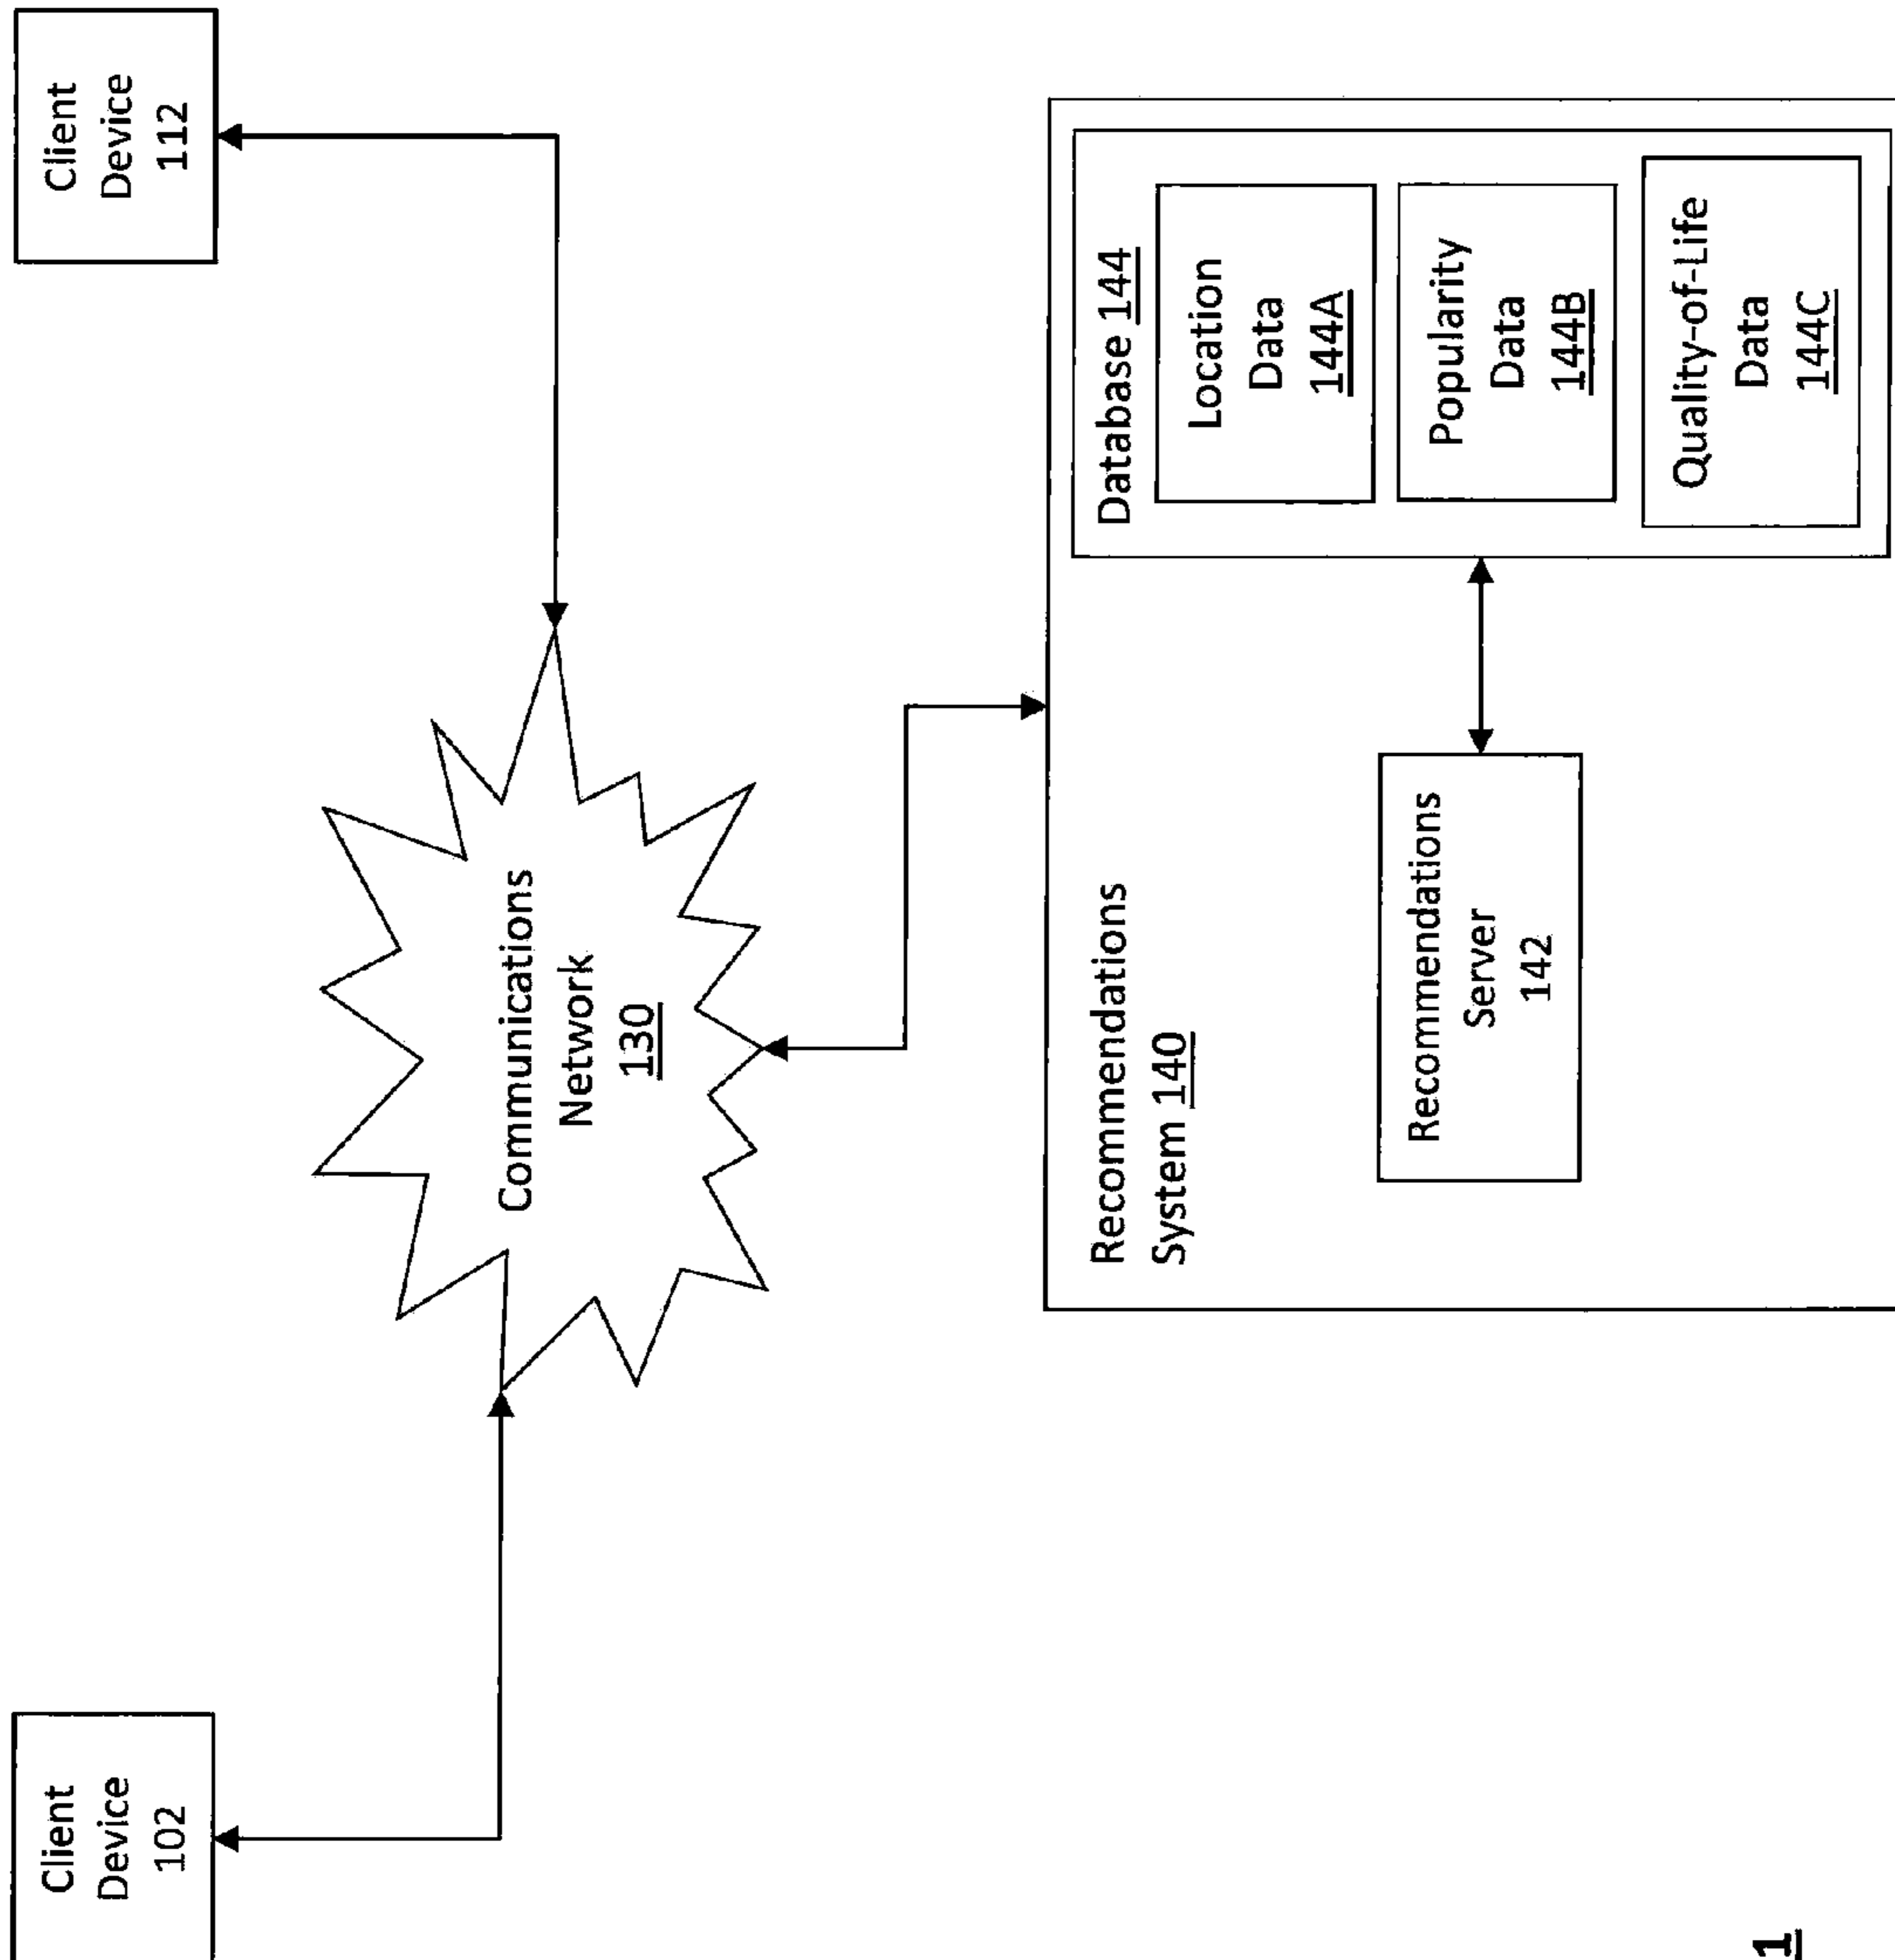 Client
Device
102
Client
Device
112
Communications
Network
130
Recommendations
System 140
Recommendations
Server
142
Database 144
Location
Data
144A
Popularity
Data
144B
Quality-of-Life
Data
144C
1